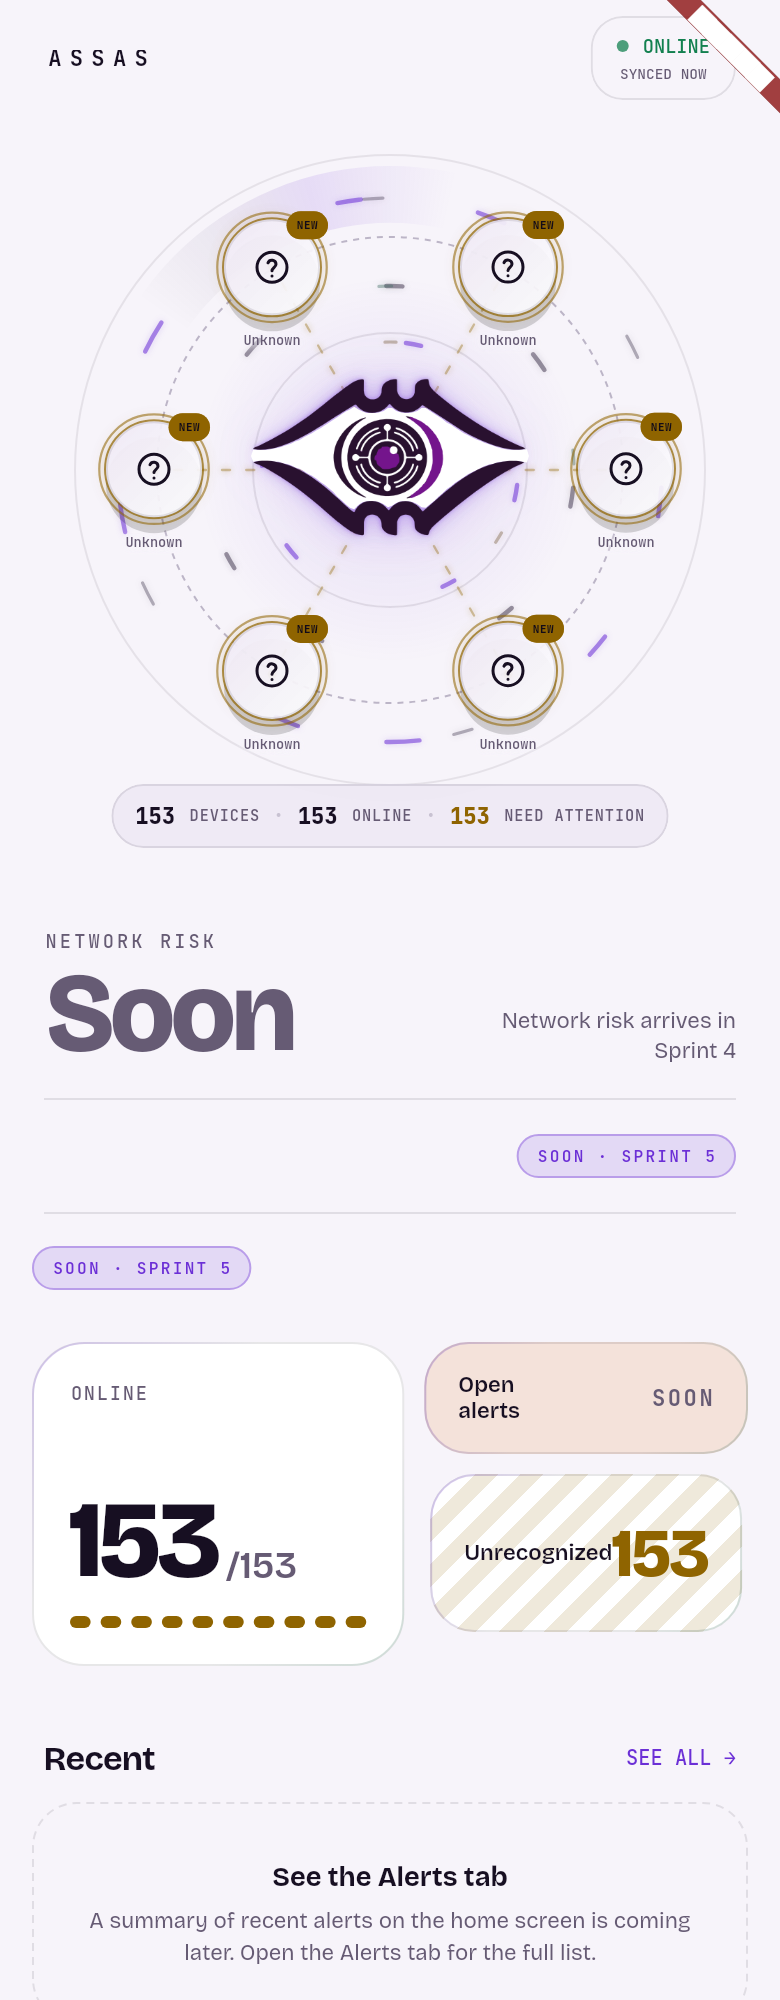 ASSAS
ONLINE
SYNCED NOW
NEW
NEW
Unknown
Unknown
NEW
NEW
Unknown
Unknown
NEW
NEW
Unknown
Unknown
153 DEVICES · 153 ONLINE · 153 NEED ATTENTION
NETWORK RISK
Soon
Network risk arrives in
Sprint 4
SOON · SPRINT 5
SOON · SPRINT 5
ONLINE
153 /153
Open
alerts
SOON
Unrecognized 153
Recent
SEE ALL →
See the Alerts tab
A summary of recent alerts on the home screen is coming
later. Open the Alerts tab for the full list.